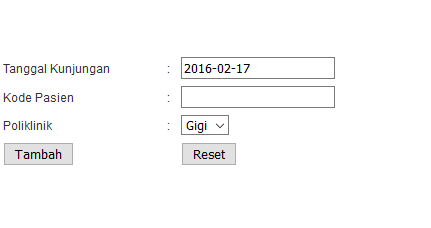 Tanggal Kunjungan : 2016-02-17
Kode Pasien :
Poliklinik : Gigi
Tambah Reset